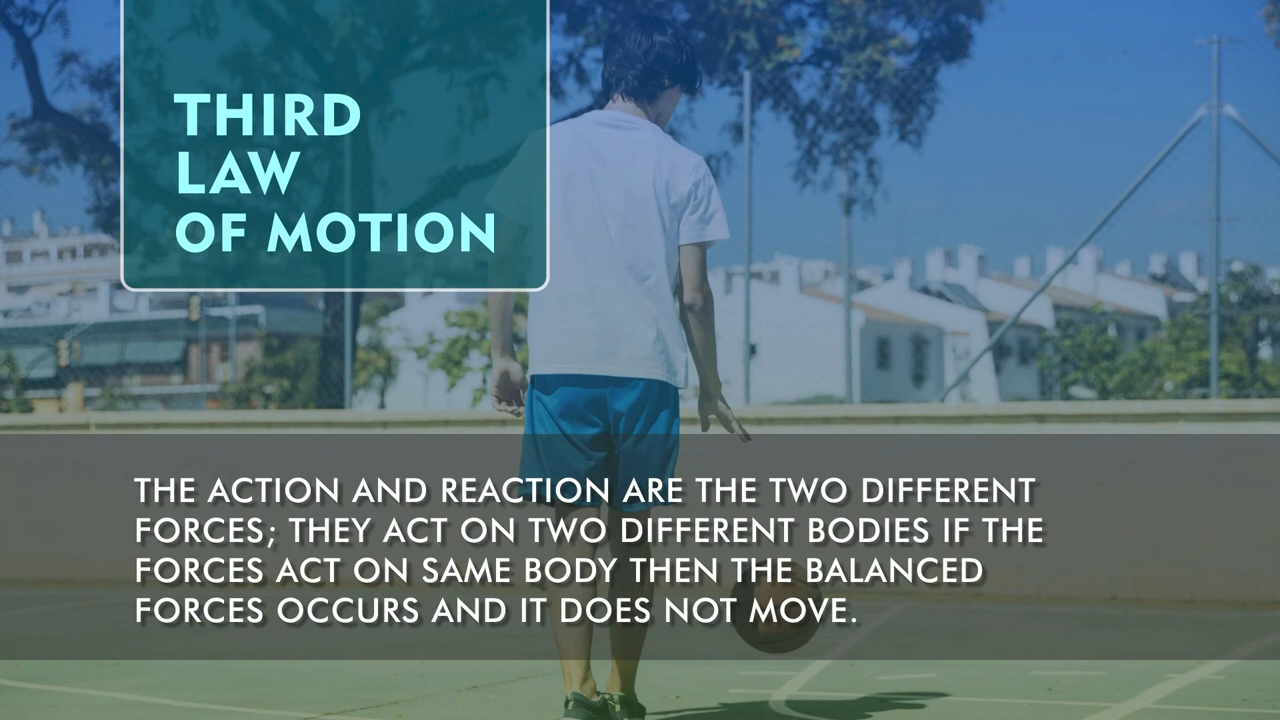 THIRD
LAW
OF MOTION
THE ACTION AND REACTION ARE THE TWO DIFFERENT
FORCES; THEY ACT ON TWO DIFFERENT BODIES IF THE
FORCES ACT ON SAME BODY THEN THE BALANCED
FORCES OCCURS AND IT DOES NOT MOVE.